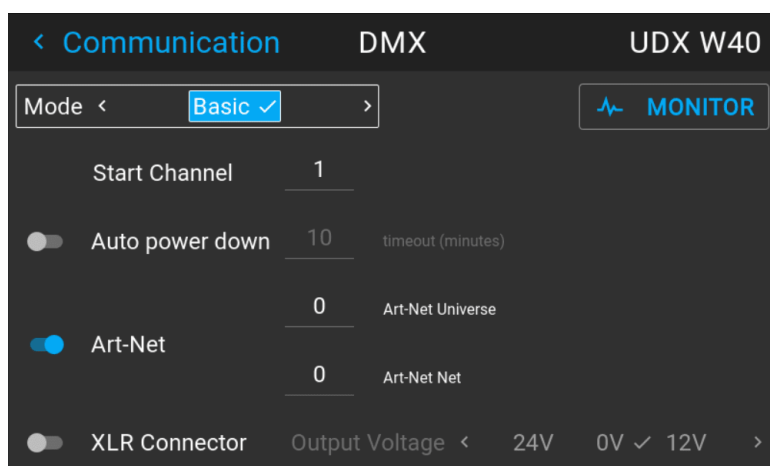 Communication DMX UDX W40
Mode Basic MONITOR
Start Channel 1
Auto power down 10 timeout (minutes)
0 Art-Net Universe
Art-Net
0 Art-Net Net
XLR Connector Output Voltage 24V 0V 12V